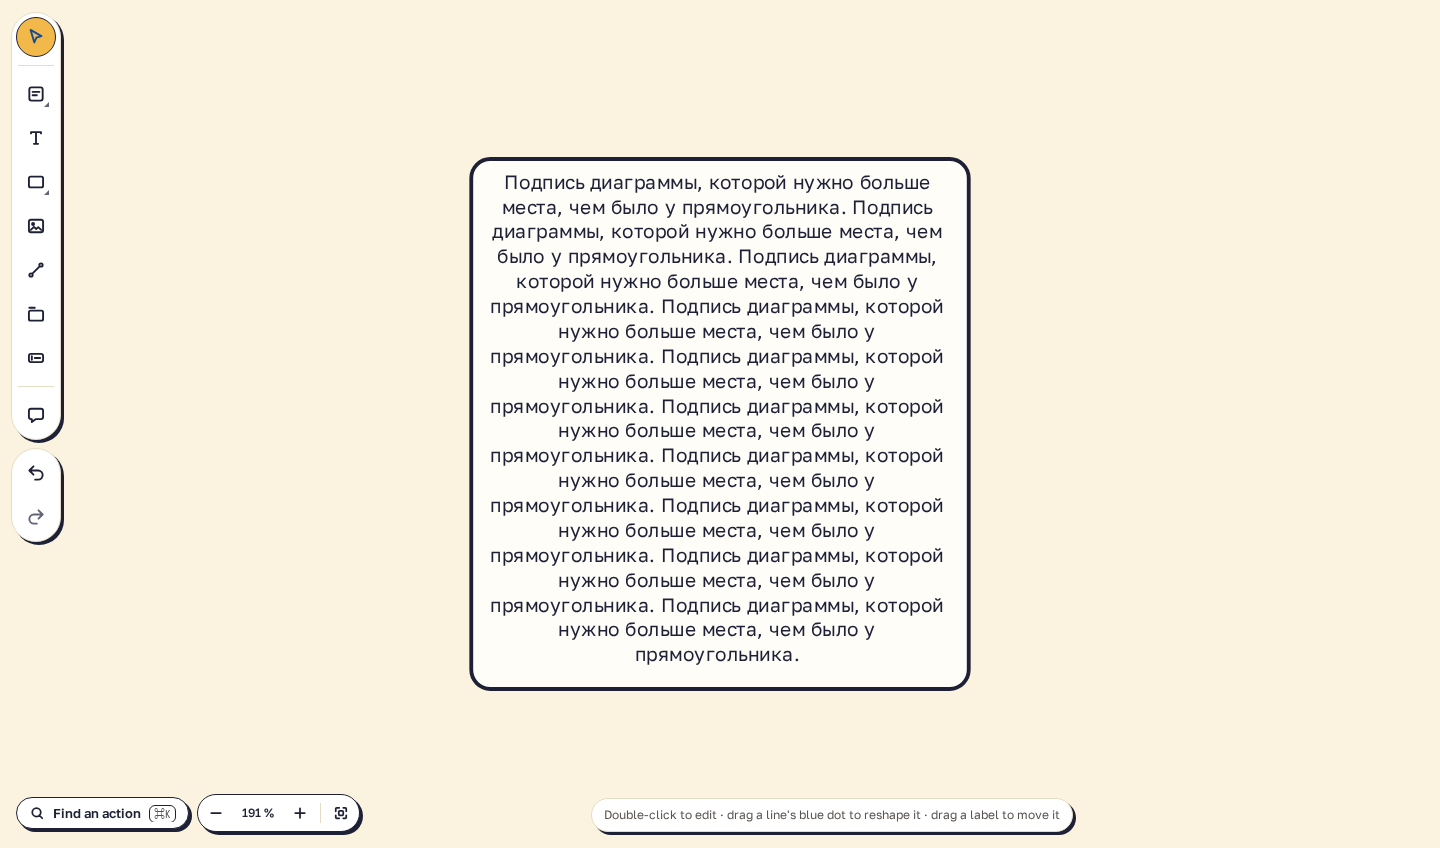 Подпись диаграммы, которой нужно больше
места, чем было у прямоугольника. Подпись
диаграммы, которой нужно больше места, чем
было у прямоугольника. Подпись диаграммы,
которой нужно больше места, чем было у
прямоугольника. Подпись диаграммы, которой
нужно больше места, чем было у
прямоугольника. Подпись диаграммы, которой
нужно больше места, чем было у
прямоугольника. Подпись диаграммы, которой
нужно больше места, чем было у
прямоугольника. Подпись диаграммы, которой
нужно больше места, чем было у
прямоугольника. Подпись диаграммы, которой
нужно больше места, чем было у
прямоугольника. Подпись диаграммы, которой
нужно больше места, чем было у
прямоугольника. Подпись диаграммы, которой
нужно больше места, чем было у
прямоугольника.
Find an action ⌘K
191 %
Double-click to edit · drag a line's blue dot to reshape it · drag a label to move it